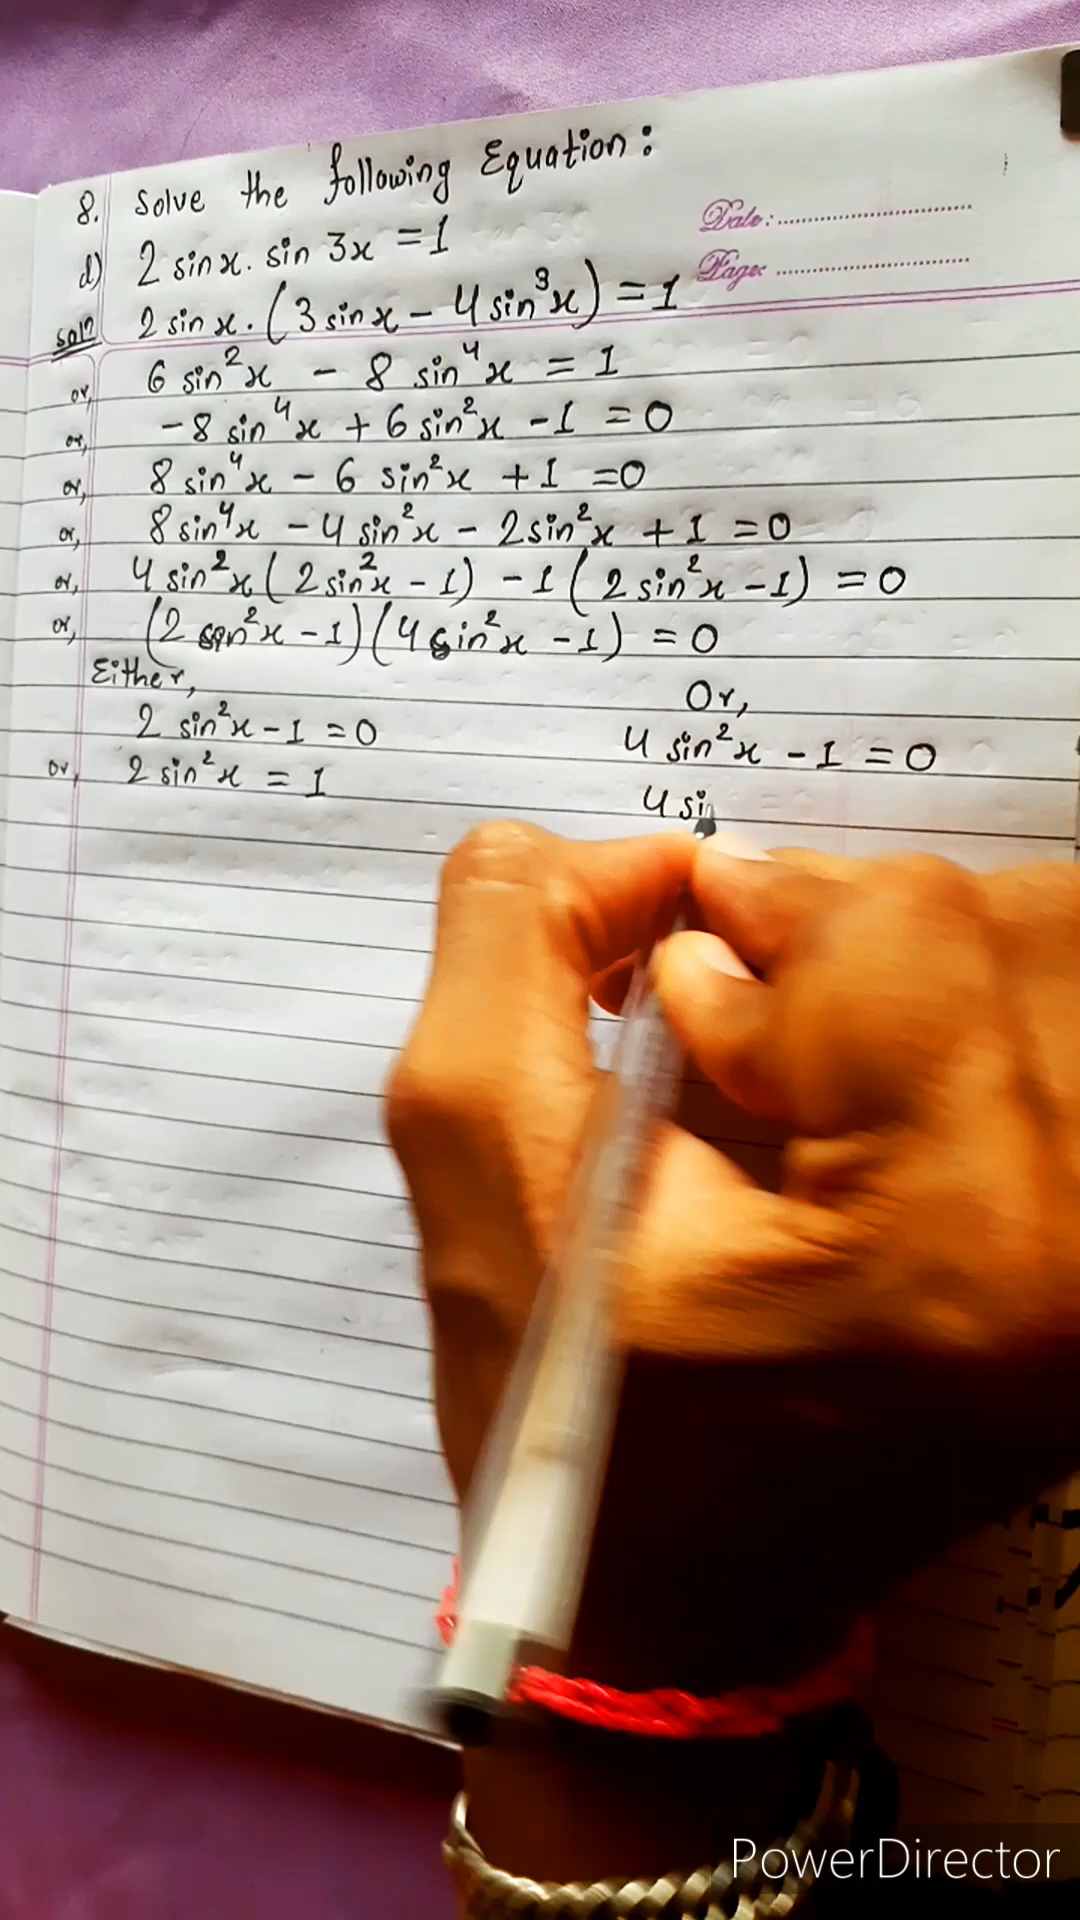 8. Solve the following Equation:
Date:
d) 2 sin x. sin 3x = 1
Page:
solⁿ 2 sin x. (3 sin x - 4 sin³x) = 1
or, 6 sin²x - 8 sin⁴x = 1
or, -8 sin⁴x + 6 sin²x - 1 = 0
or, 8 sin⁴x - 6 sin²x + 1 = 0
or, 8 sin⁴x - 4 sin²x - 2 sin²x + 1 = 0
or, 4 sin²x (2 sin²x - 1) - 1 (2 sin²x - 1) = 0
or, (2 sin²x - 1)(4 sin²x - 1) = 0
Either,
2 sin²x - 1 = 0
or, 2 sin²x = 1
Or,
4 sin²x - 1 = 0
4 si
PowerDirector